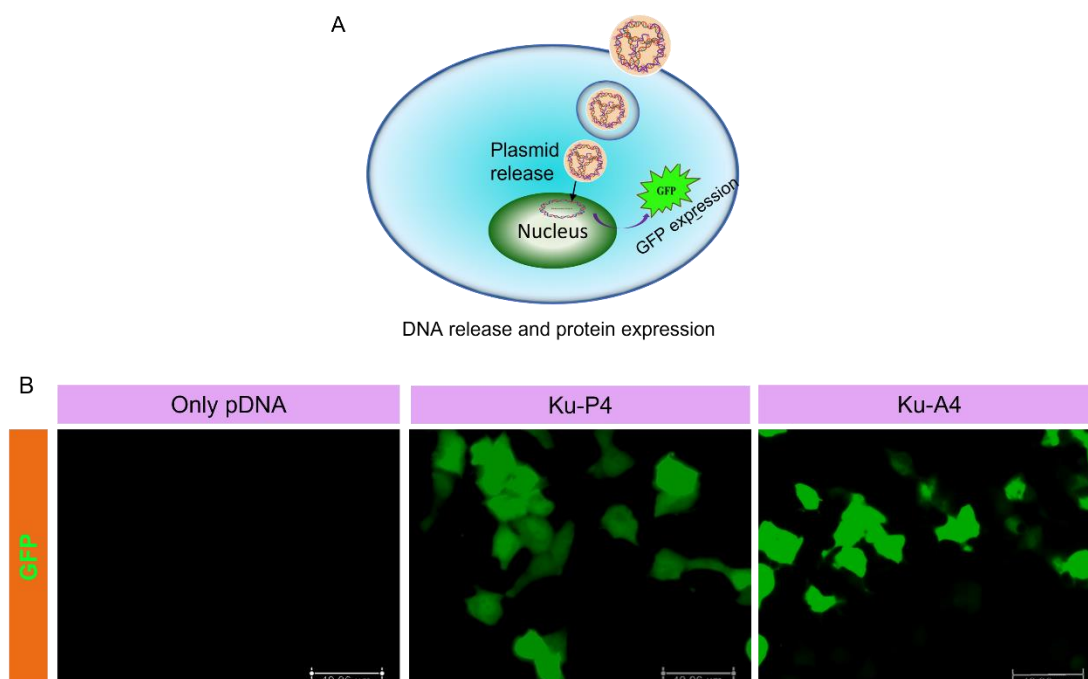 A
Plasmid
release
GFP
GFP expression
Nucleus
DNA release and protein expression
B
Only pDNA
Ku-P4
Ku-A4
GFP